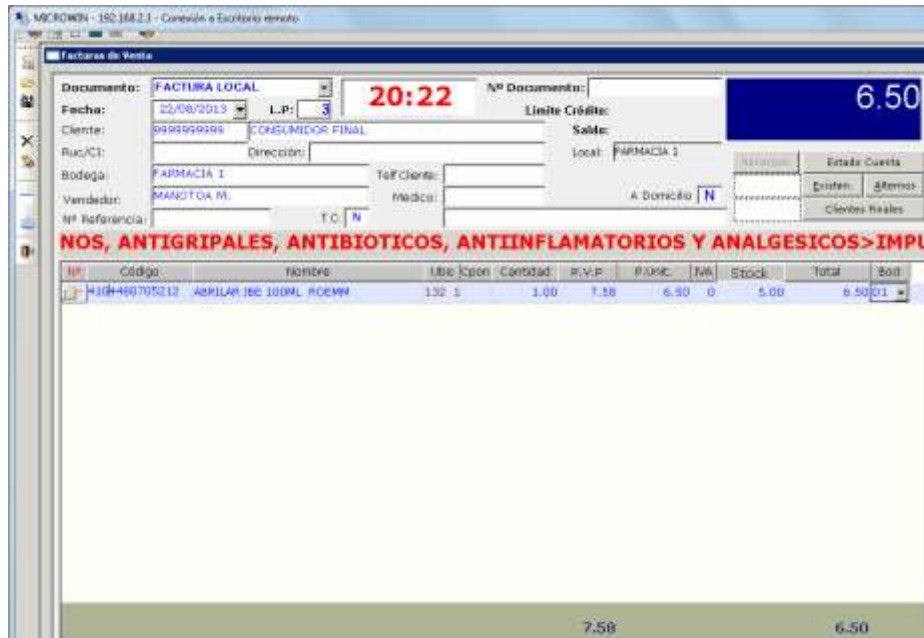 MICROWIN - 192.168.2.3 - Conexión a Escritorio remoto
Facturas de Venta
Documento: FACTURA LOCAL 20:22 Nº Documento: 6.50
Fecha: 22/08/2013 L.P: 3 Limite Crédito:
Cliente: 9999999999 CONSUMIDOR FINAL Saldo:
Ruc/CI: Dirección: Local: FARMACIA 1 Estado Cuenta
Bodega: FARMACIA 1 Telf Cliente: Existen. Alternos
Vendedor: MANOTOA M. Medico: A Domicilio N
Nº Referencia: T.C N Clientes Finales
NOS, ANTIGRIPALES, ANTIBIOTICOS, ANTIINFLAMATORIOS Y ANALGESICOS>IMPU
Nº Código Nombre Ubic Cpon Cantidad P.V.P P.Unit. IVA Stock Total Bod
ABRILAR JBE 100ML ROEMM 132 1 1.00 7.58 6.50 0 5.00 6.50 01
7.58 6.50